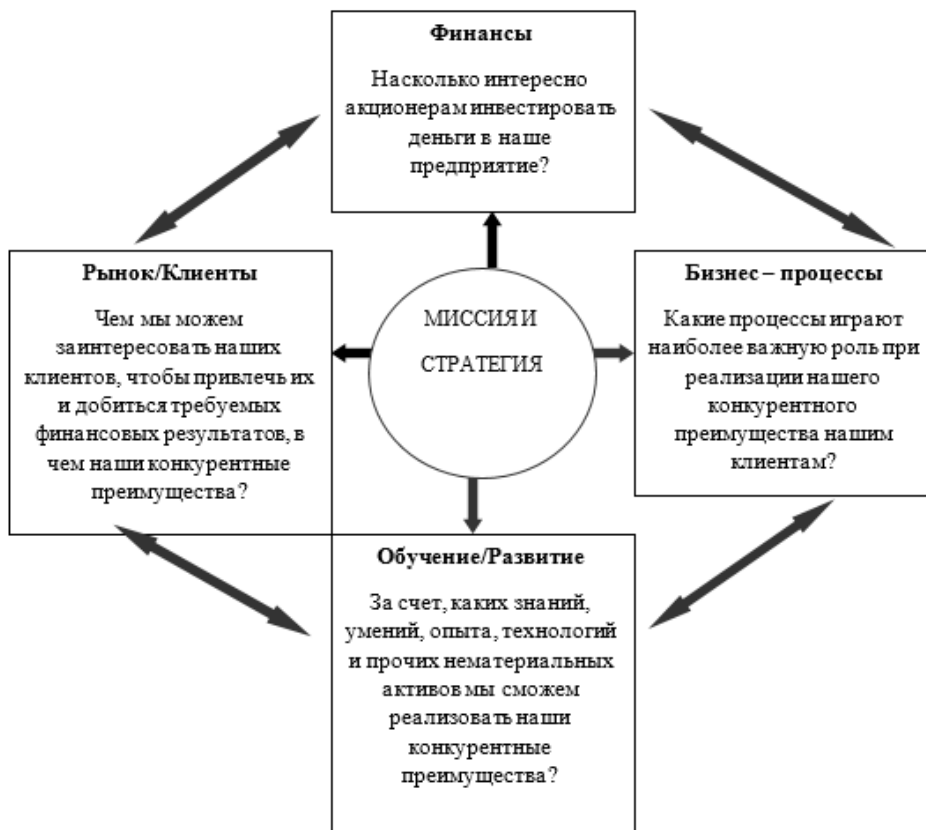 Финансы
Насколько интересно
акционерам инвестировать
деньги в наше
предприятие?
Рынок/Клиенты
Чем мы можем
заинтересовать наших
клиентов, чтобы привлечь их
и добиться требуемых
финансовых результатов, в
чем наши конкурентные
преимущества?
МИССИЯ И
СТРАТЕГИЯ
Бизнес – процессы
Какие процессы играют
наиболее важную роль при
реализации нашего
конкурентного
преимущества нашим
клиентам?
Обучение/Развитие
За счет, каких знаний,
умений, опыта, технологий
и прочих нематериальных
активов мы сможем
реализовать наши
конкурентные
преимущества?